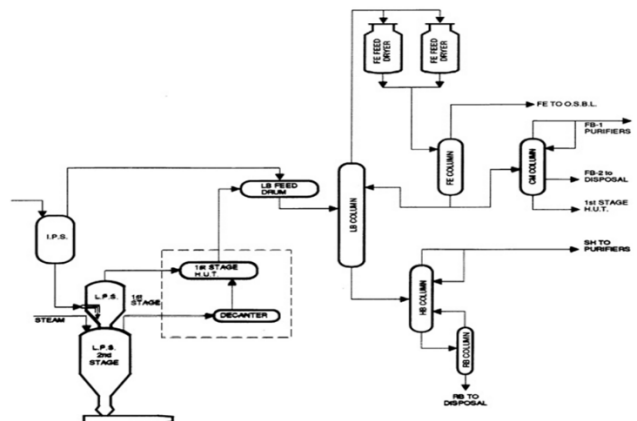 FE FEED
DRYER
FE FEED
DRYER
FE TO O.S.B.L.
FB-1
PURIFIERS
FE COLUMN
CM COLUMN
FB-2 to
DISPOSAL
1st STAGE
H.U.T.
LB FEED
DRUM
LB COLUMN
I.P.S.
1st STAGE
H.U.T.
SH TO
PURIFIERS
L.P.S.
1ST
STAGE
HB COLUMN
STEAM
DECANTER
L.P.S.
2nd
STAGE
RB COLUMN
RB TO
DISPOSAL